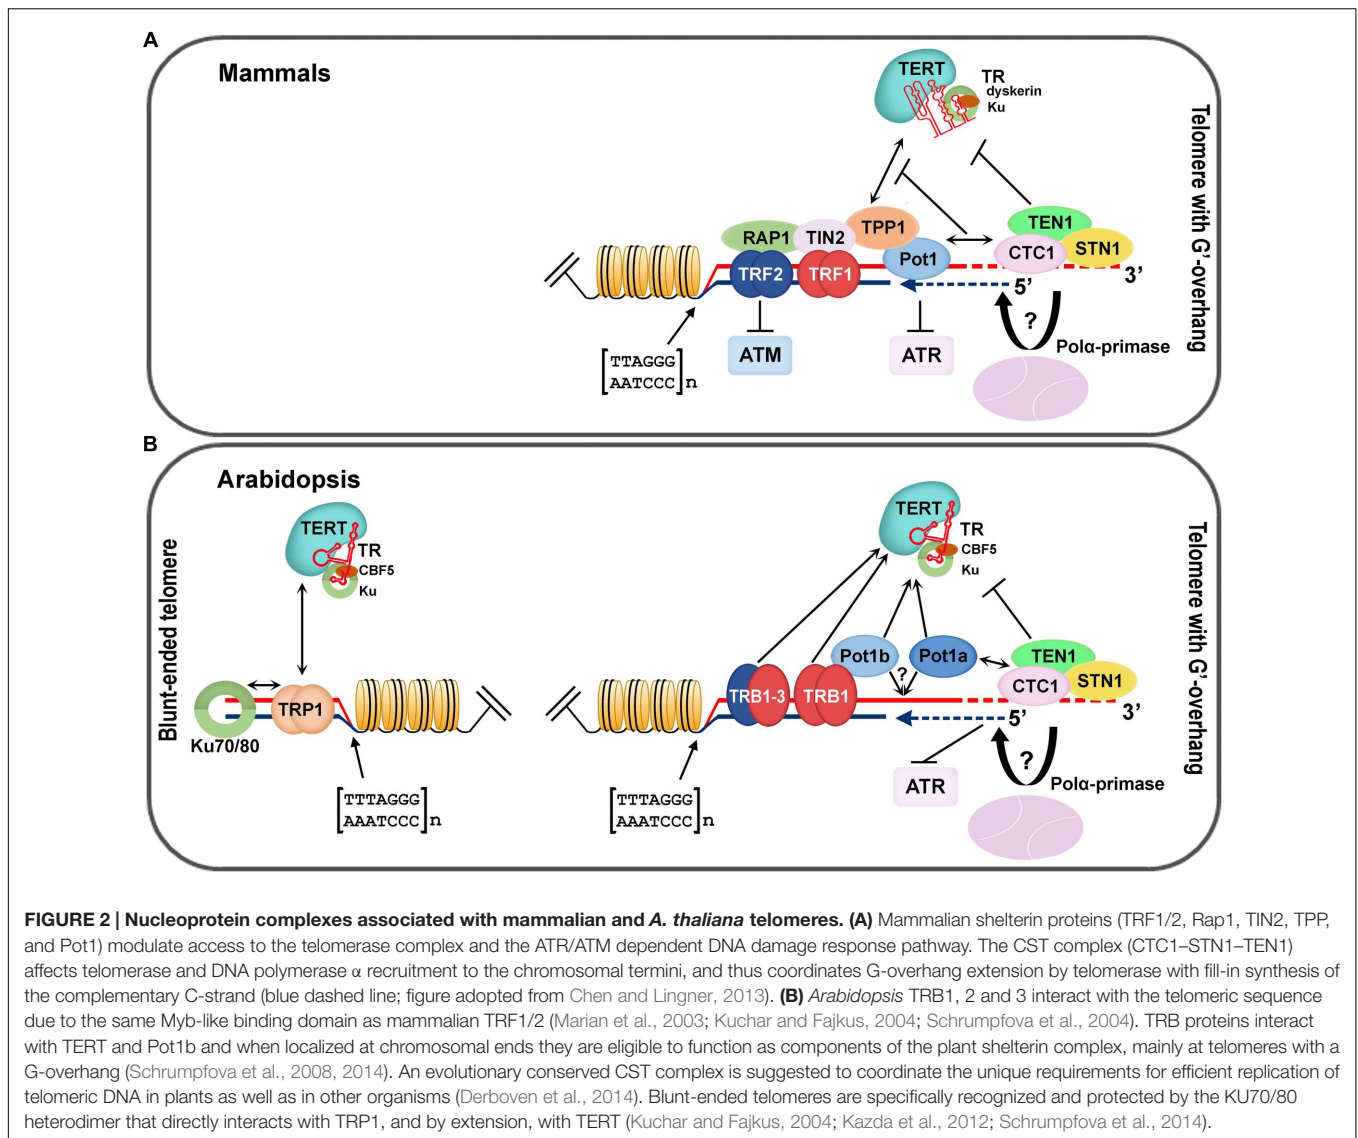 A
Mammals
TERT
TR
dyskerin
Ku
TEN1
TPP1
RAP1
TIN2
CTC1
STN1
Pot1
TRF2
TRF1
3’
5’
?
ATM
ATR
Polα-primase
[TTAGGG
AATCCC]n
Telomere with G’-overhang
B
Arabidopsis
Blunt-ended telomere
TERT
TR
CBF5
Ku
TRP1
Ku70/80
[TTTAGGG
AAATCCC]n
TERT
TR
CBF5
Ku
Pot1b
Pot1a
TEN1
?
CTC1
STN1
TRB1-3
TRB1
3’
5’
?
ATR
Polα-primase
[TTTAGGG
AAATCCC]n
Telomere with G’-overhang
FIGURE 2 | Nucleoprotein complexes associated with mammalian and A. thaliana telomeres. (A) Mammalian shelterin proteins (TRF1/2, Rap1, TIN2, TPP,
and Pot1) modulate access to the telomerase complex and the ATR/ATM dependent DNA damage response pathway. The CST complex (CTC1–STN1–TEN1)
affects telomerase and DNA polymerase α recruitment to the chromosomal termini, and thus coordinates G-overhang extension by telomerase with fill-in synthesis of
the complementary C-strand (blue dashed line; figure adopted from Chen and Lingner, 2013). (B) Arabidopsis TRB1, 2 and 3 interact with the telomeric sequence
due to the same Myb-like binding domain as mammalian TRF1/2 (Marian et al., 2003; Kuchar and Fajkus, 2004; Schrumpfova et al., 2004). TRB proteins interact
with TERT and Pot1b and when localized at chromosomal ends they are eligible to function as components of the plant shelterin complex, mainly at telomeres with a
G-overhang (Schrumpfova et al., 2008, 2014). An evolutionary conserved CST complex is suggested to coordinate the unique requirements for efficient replication of
telomeric DNA in plants as well as in other organisms (Derboven et al., 2014). Blunt-ended telomeres are specifically recognized and protected by the KU70/80
heterodimer that directly interacts with TRP1, and by extension, with TERT (Kuchar and Fajkus, 2004; Kazda et al., 2012; Schrumpfova et al., 2014).